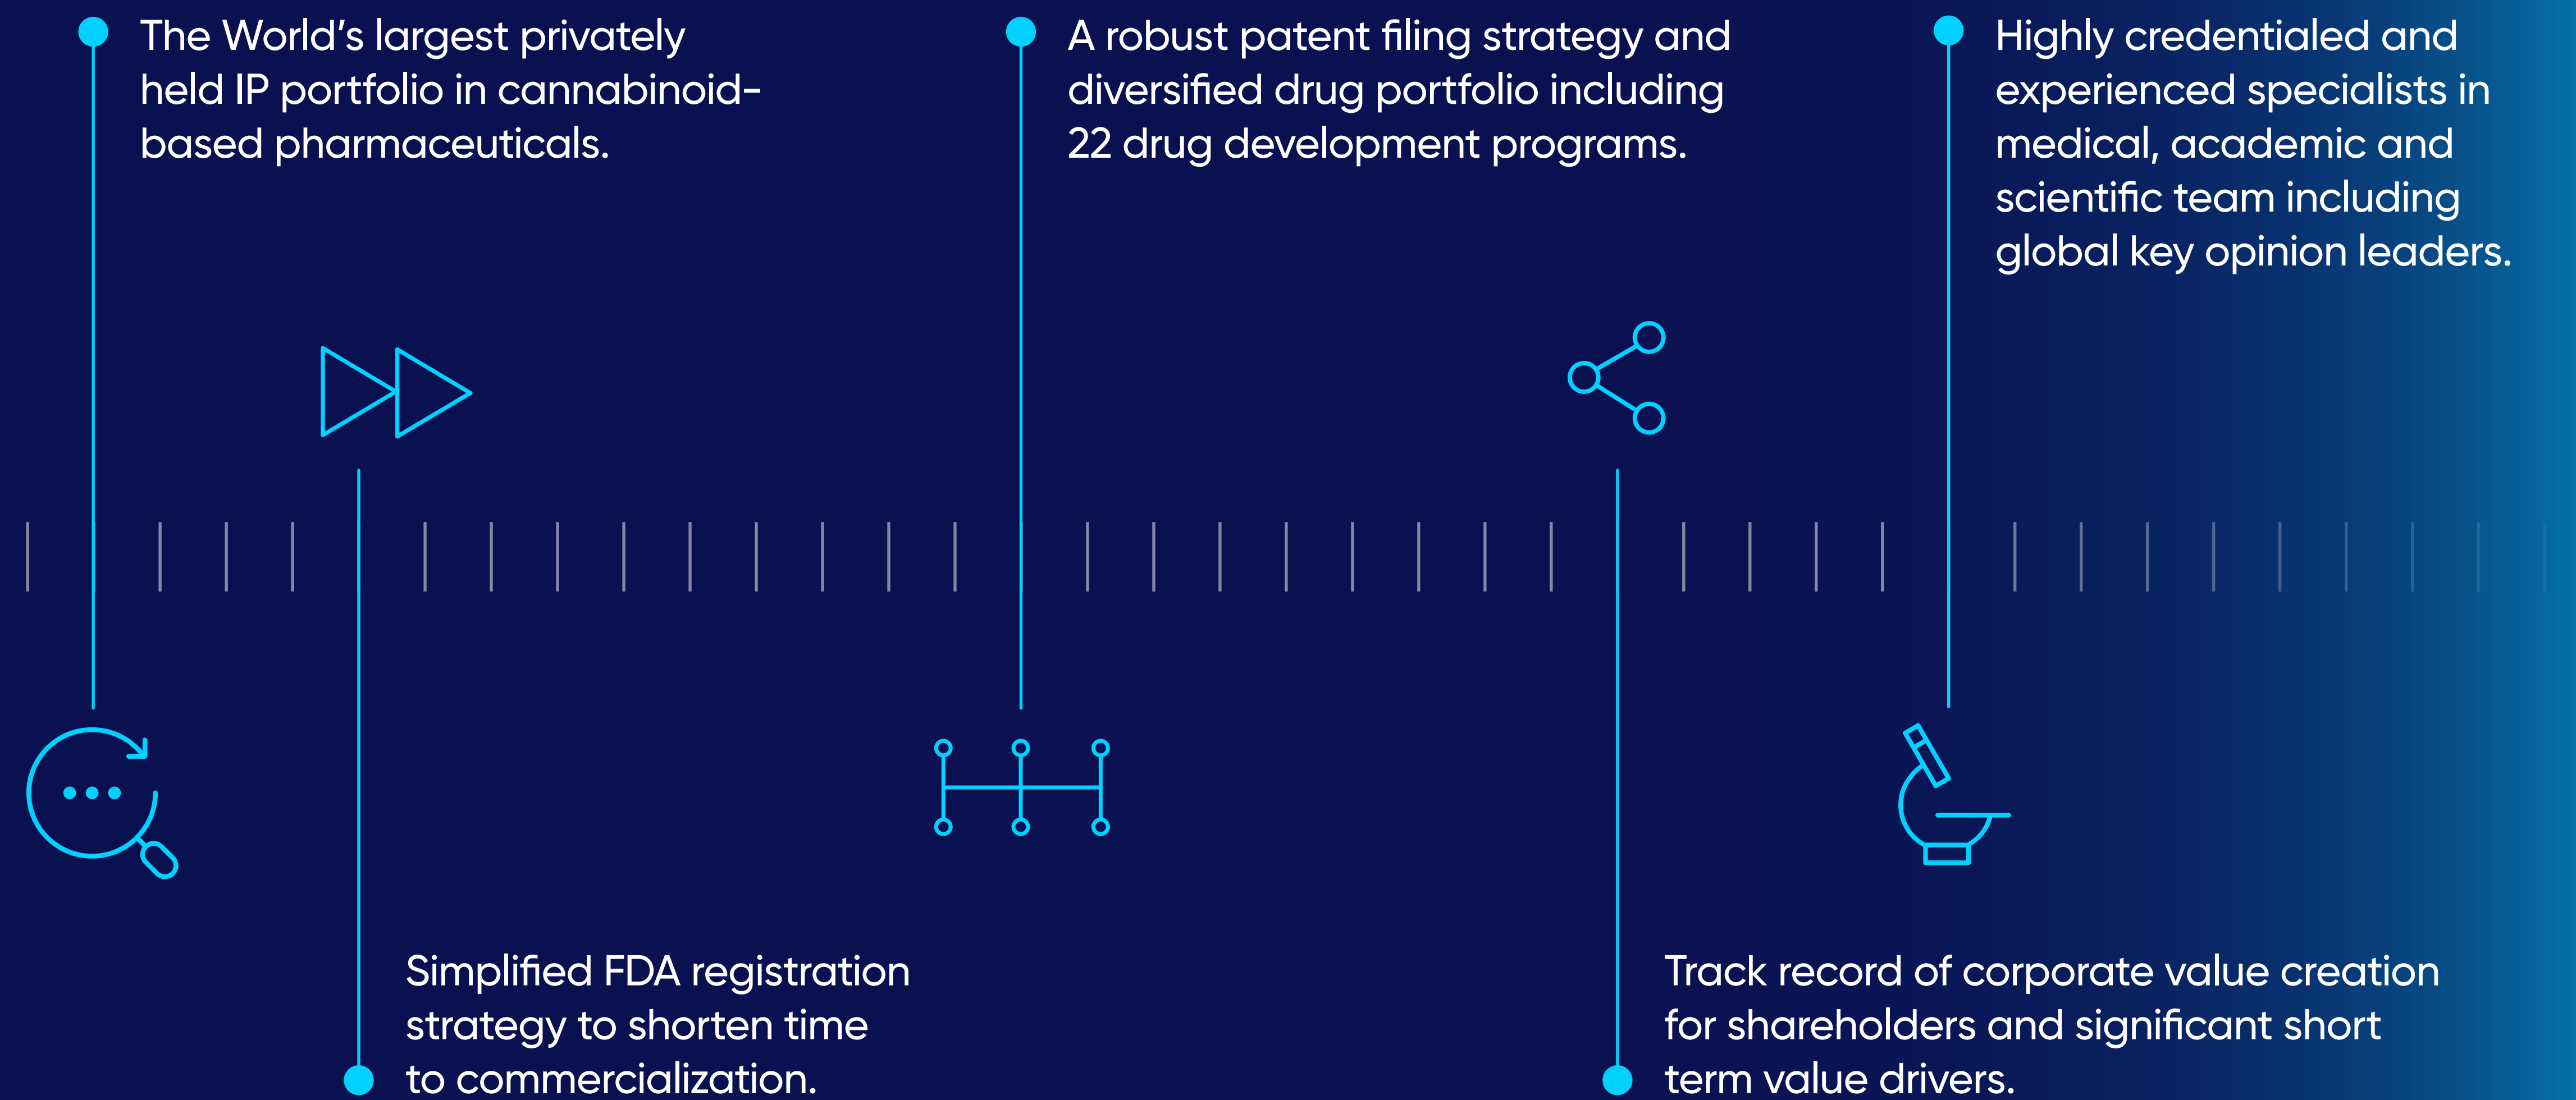 The World's largest privately
held IP portfolio in cannabinoid-
based pharmaceuticals.
A robust patent filing strategy and
diversified drug portfolio including
22 drug development programs.
Highly credentialed and
experienced specialists in
medical, academic and
scientific team including
global key opinion leaders.
Simplified FDA registration
strategy to shorten time
to commercialization.
Track record of corporate value creation
for shareholders and significant short
term value drivers.